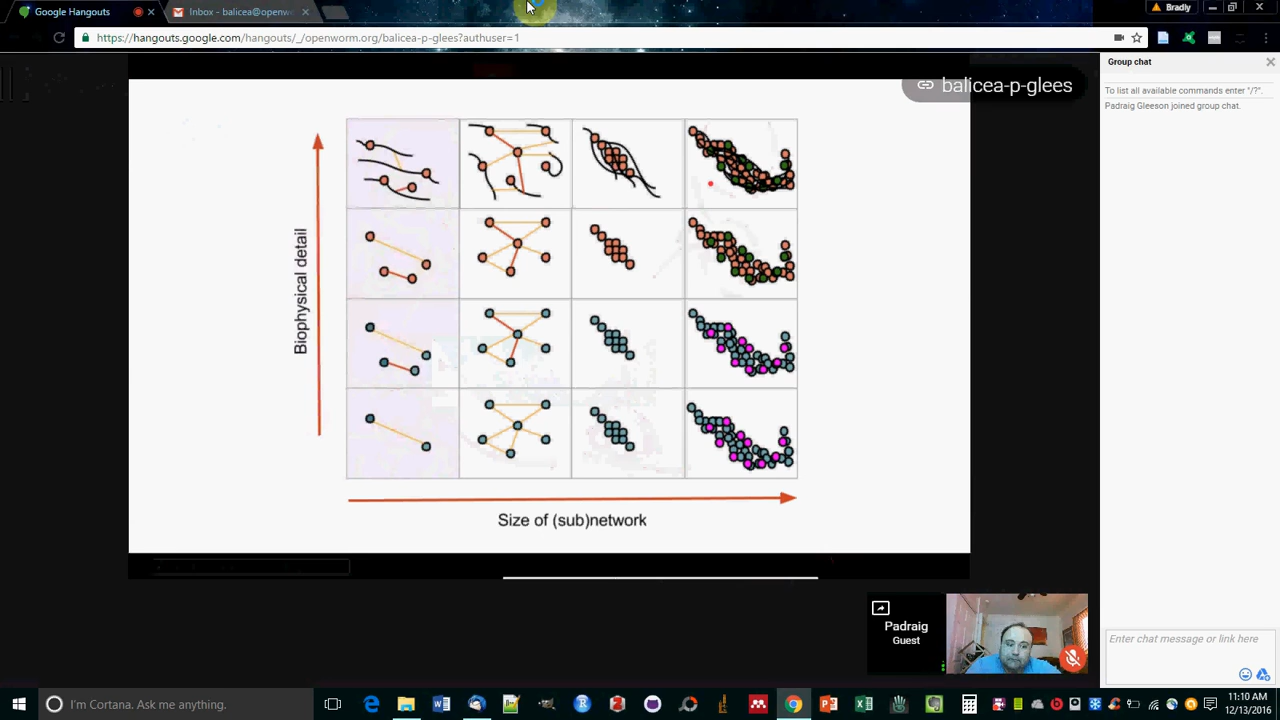 Google Hangouts
Inbox - balicea@openw
Bradly
https://hangouts.google.com/hangouts/_/openworm.org/balicea-p-glees?authuser=1
Group chat
balicea-p-glees
To list all available commands enter "/?".
Padraig Gleeson joined group chat.
Biophysical detail
Size of (sub)network
Padraig
Guest
Enter chat message or link here
I'm Cortana. Ask me anything.
11:10 AM
12/13/2016